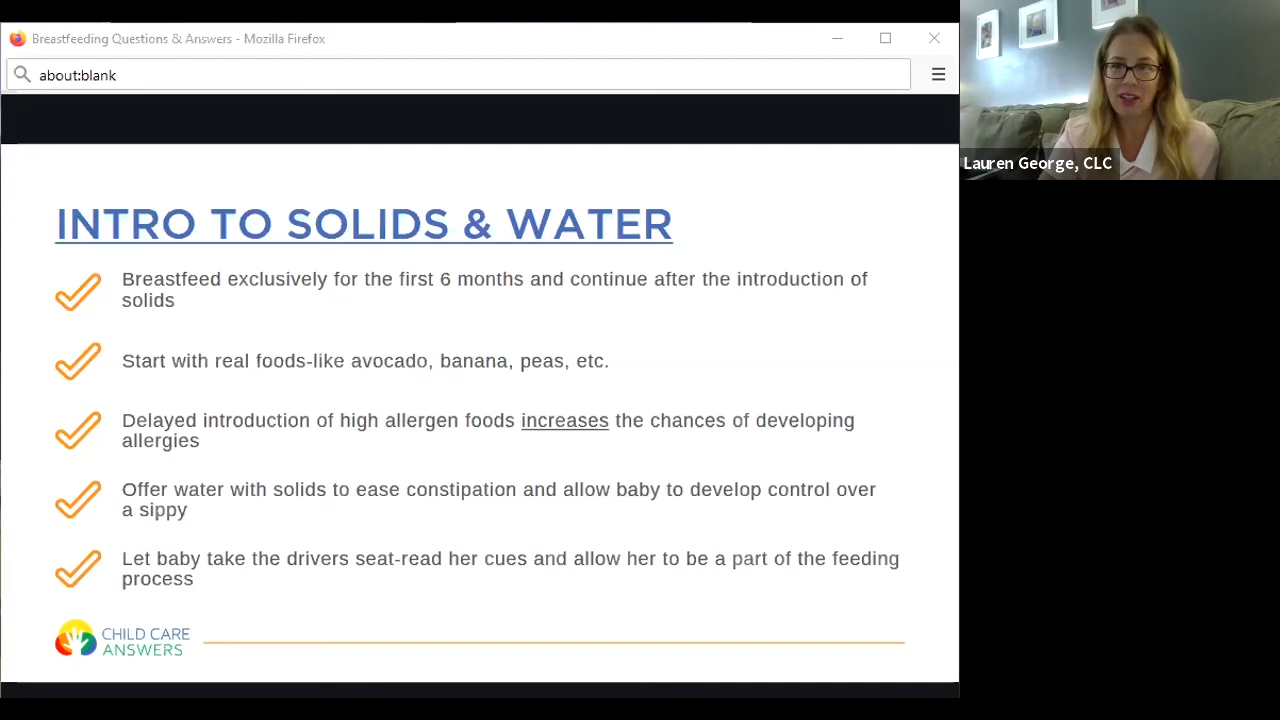 Breastfeeding Questions & Answers - Mozilla Firefox
about:blank
Lauren George, CLC
INTRO TO SOLIDS & WATER
Breastfeed exclusively for the first 6 months and continue after the introduction of
solids
Start with real foods-like avocado, banana, peas, etc.
Delayed introduction of high allergen foods increases the chances of developing
allergies
Offer water with solids to ease constipation and allow baby to develop control over
a sippy
Let baby take the drivers seat-read her cues and allow her to be a part of the feeding
process
CHILD CARE
ANSWERS